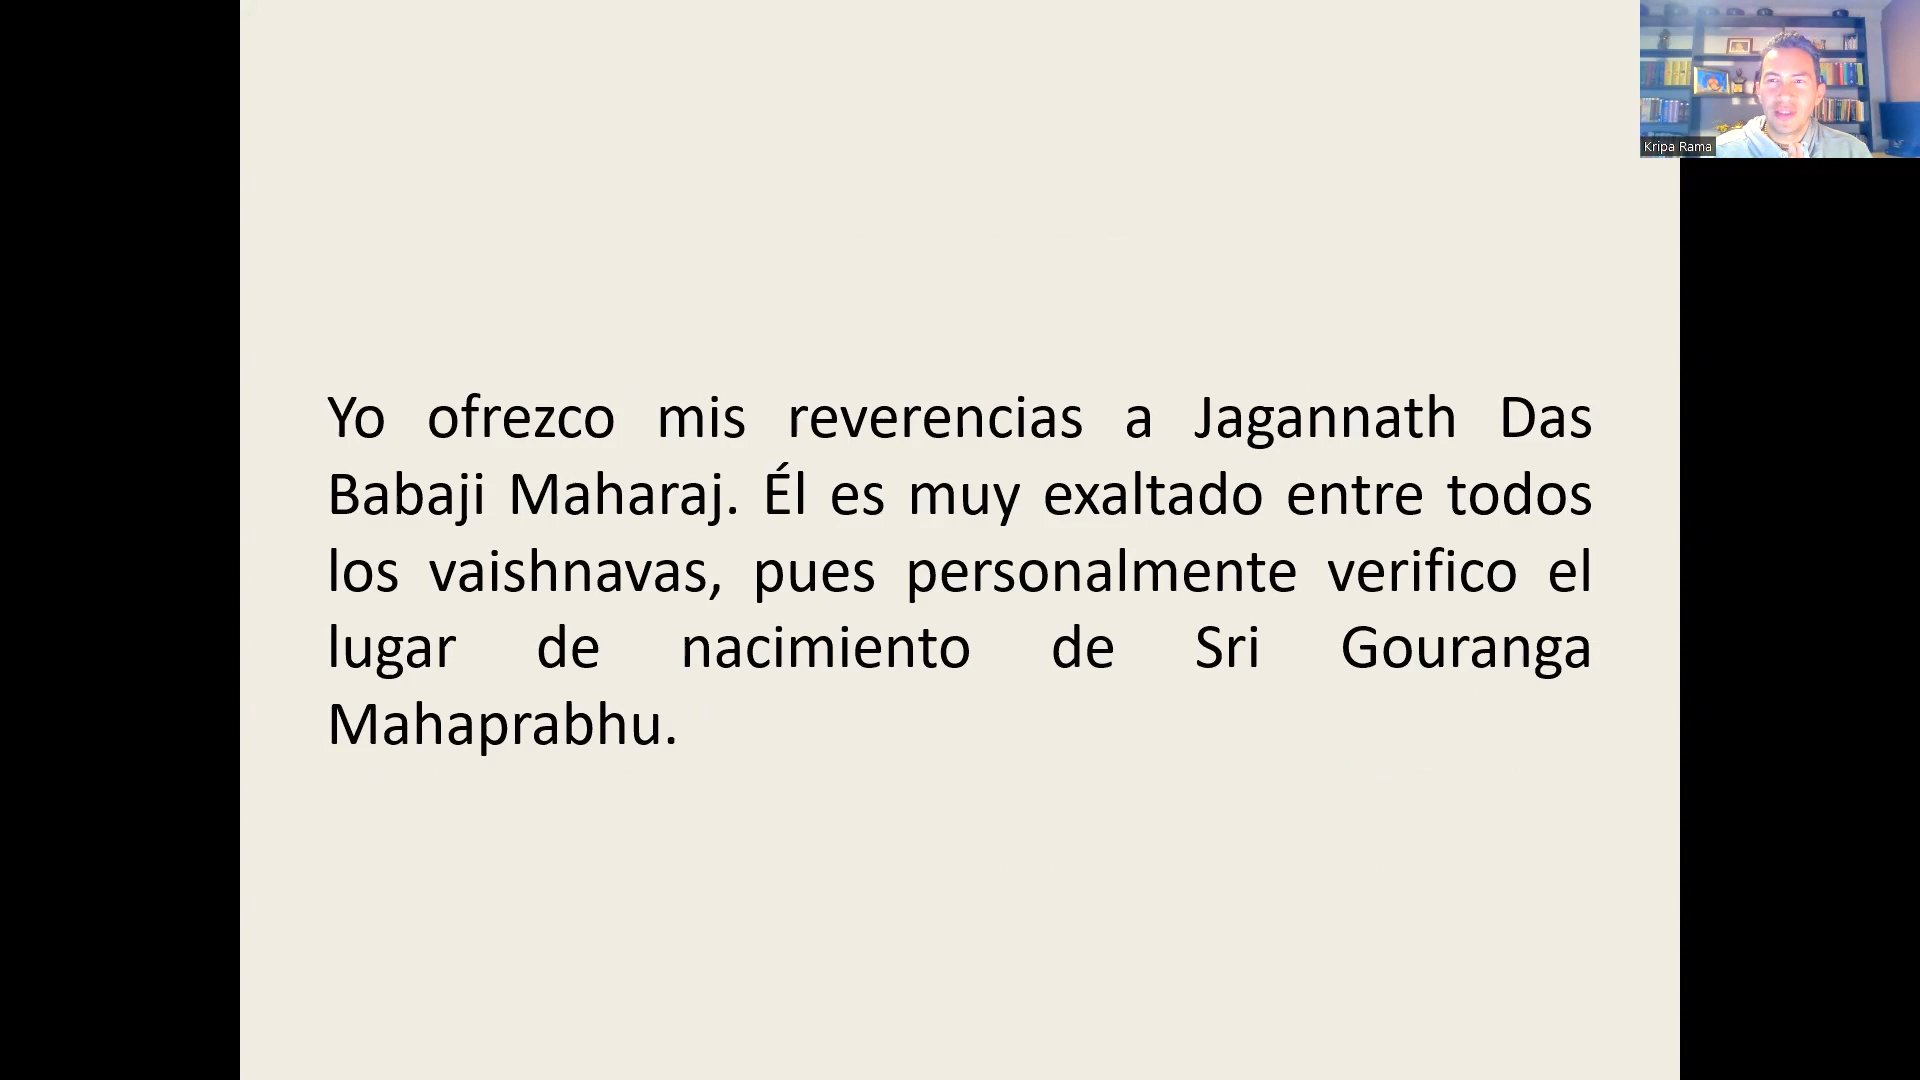 Kripa Rama
Yo ofrezco mis reverencias a Jagannath Das
Babaji Maharaj. Él es muy exaltado entre todos
los vaishnavas, pues personalmente verifico el
lugar de nacimiento de Sri Gouranga
Mahaprabhu.